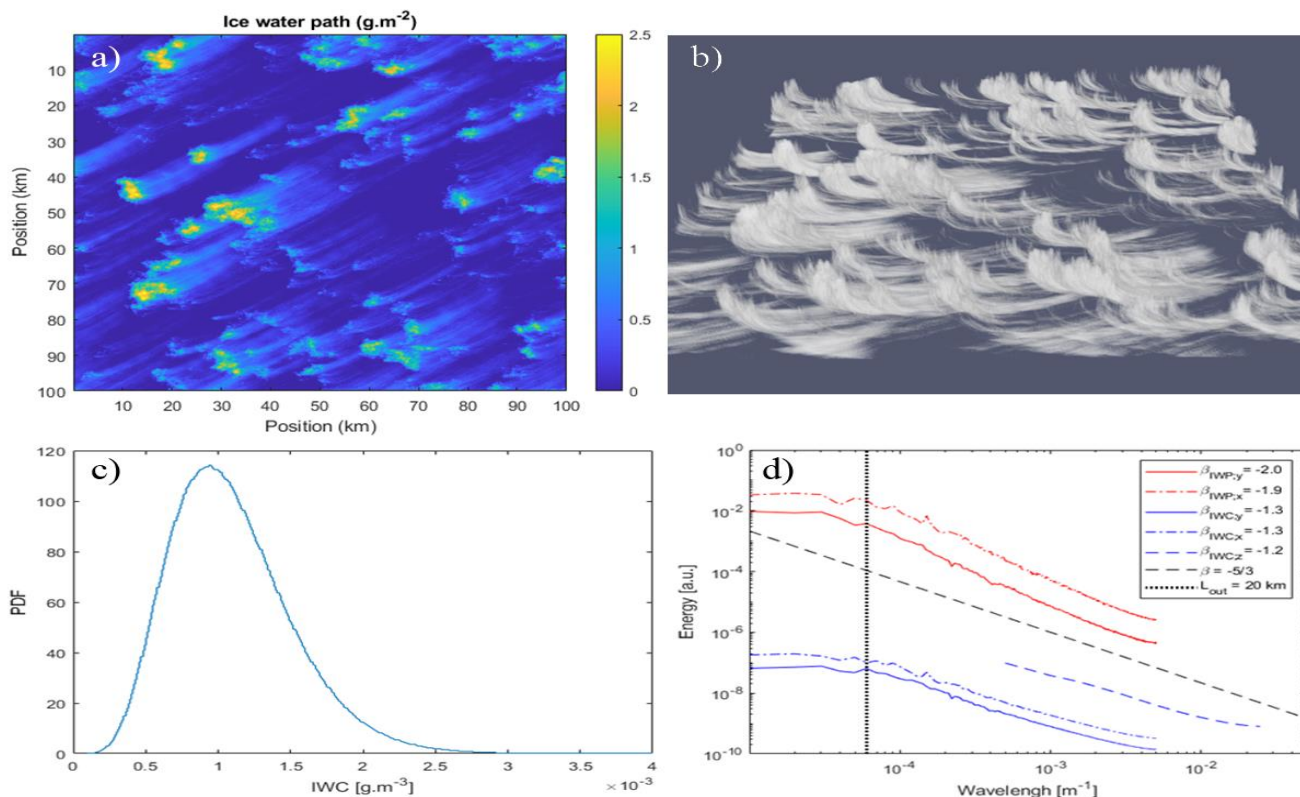 Ice water path (g.m⁻²)
a)
10
20
30
40
50
60
70
80
90
100
Position (km)
10 20 30 40 50 60 70 80 90 100
Position (km)
2.5
2
1.5
1
0.5
0
b)
c)
120
100
80
60
40
20
0
PDF
0 0.5 1 1.5 2 2.5 3 3.5 4
× 10⁻³
IWC [g.m⁻³]
d)
10⁰
10⁻²
10⁻⁴
10⁻⁶
10⁻⁸
10⁻¹⁰
Energy [a.u.]
β_IWP;y = -2.0
β_IWP;x = -1.9
β_IWC;y = -1.3
β_IWC;x = -1.3
β_IWC;z = -1.2
β = -5/3
L_out = 20 km
10⁻⁴ 10⁻³ 10⁻²
Wavelengh [m⁻¹]